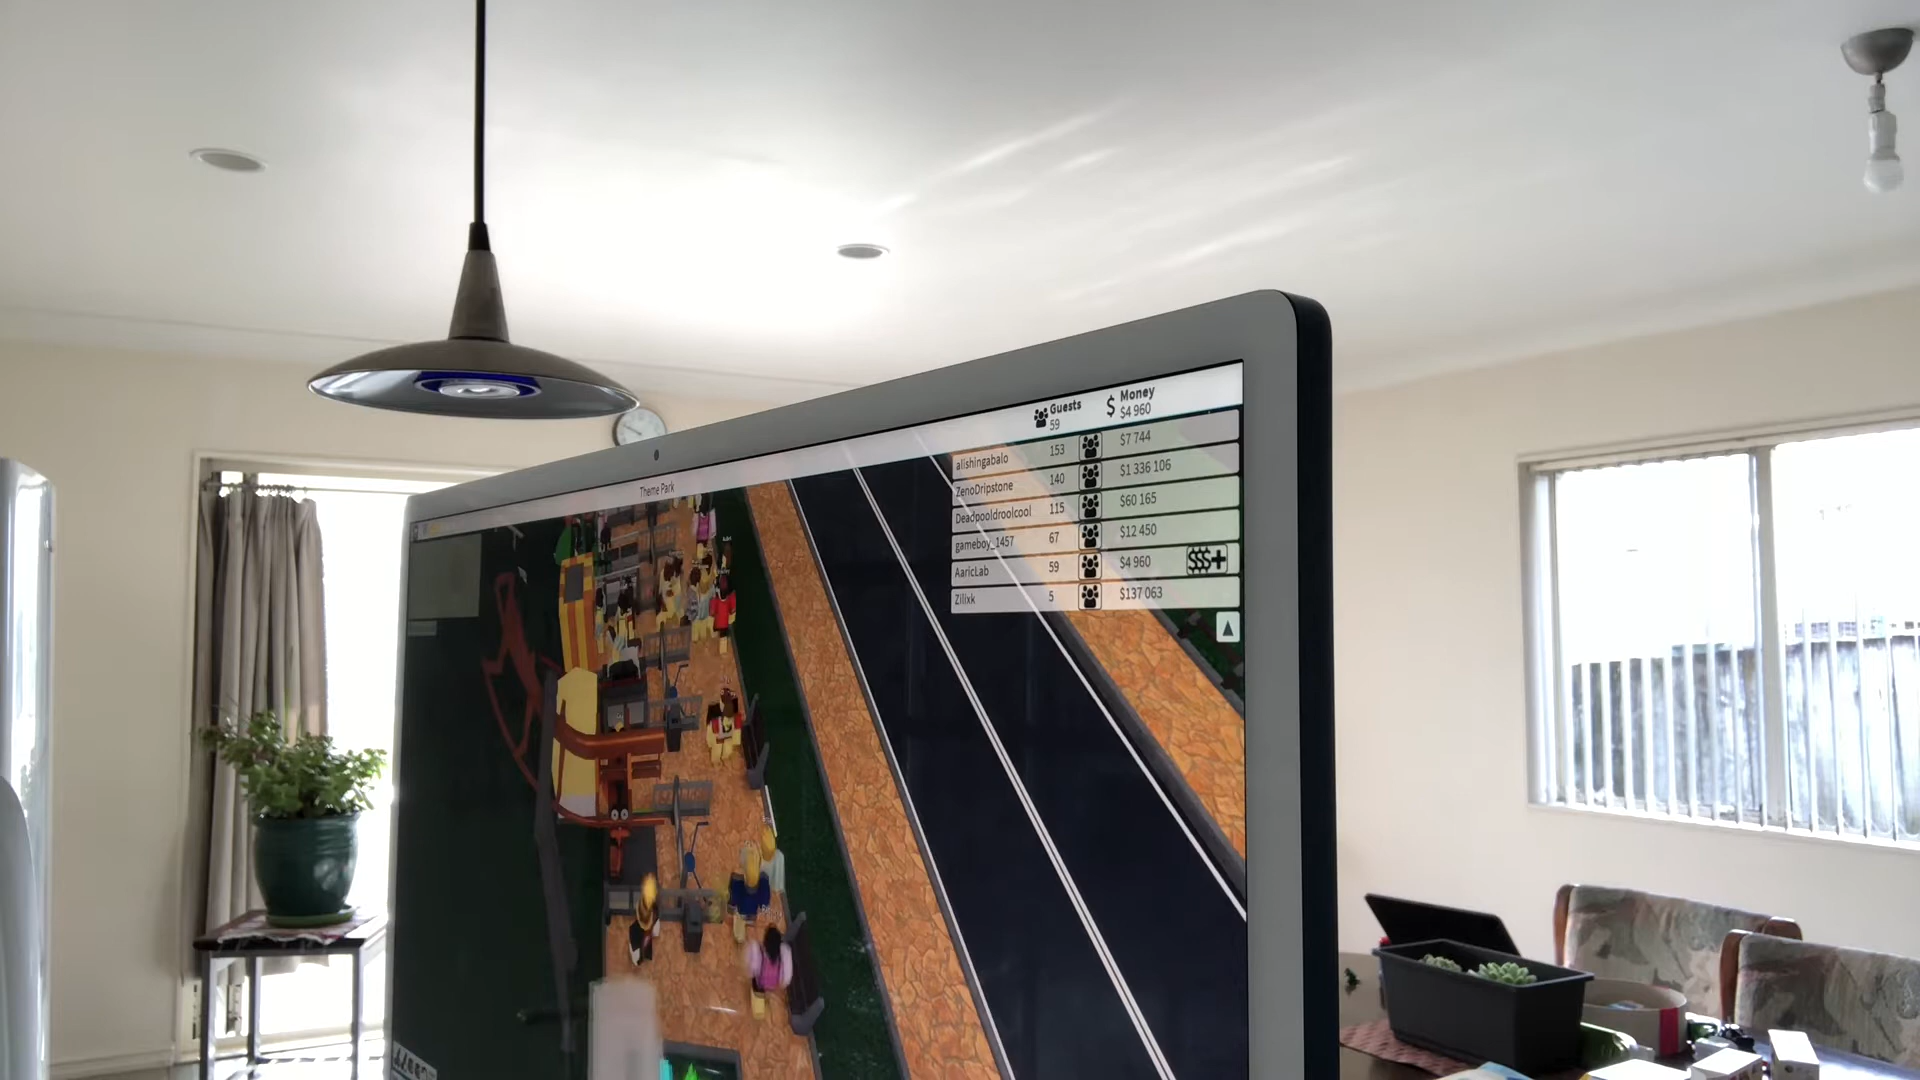 Guests
59
$ Money
$4 960
Theme Park
alishingabalo 153 $7 744
ZenoDripstone 140 $1 336 106
Deadpooldroolcool 115 $60 165
gameboy_1457 67 $12 450
AaricLab 59 $4 960 $$$+
Zilixk 5 $137 063